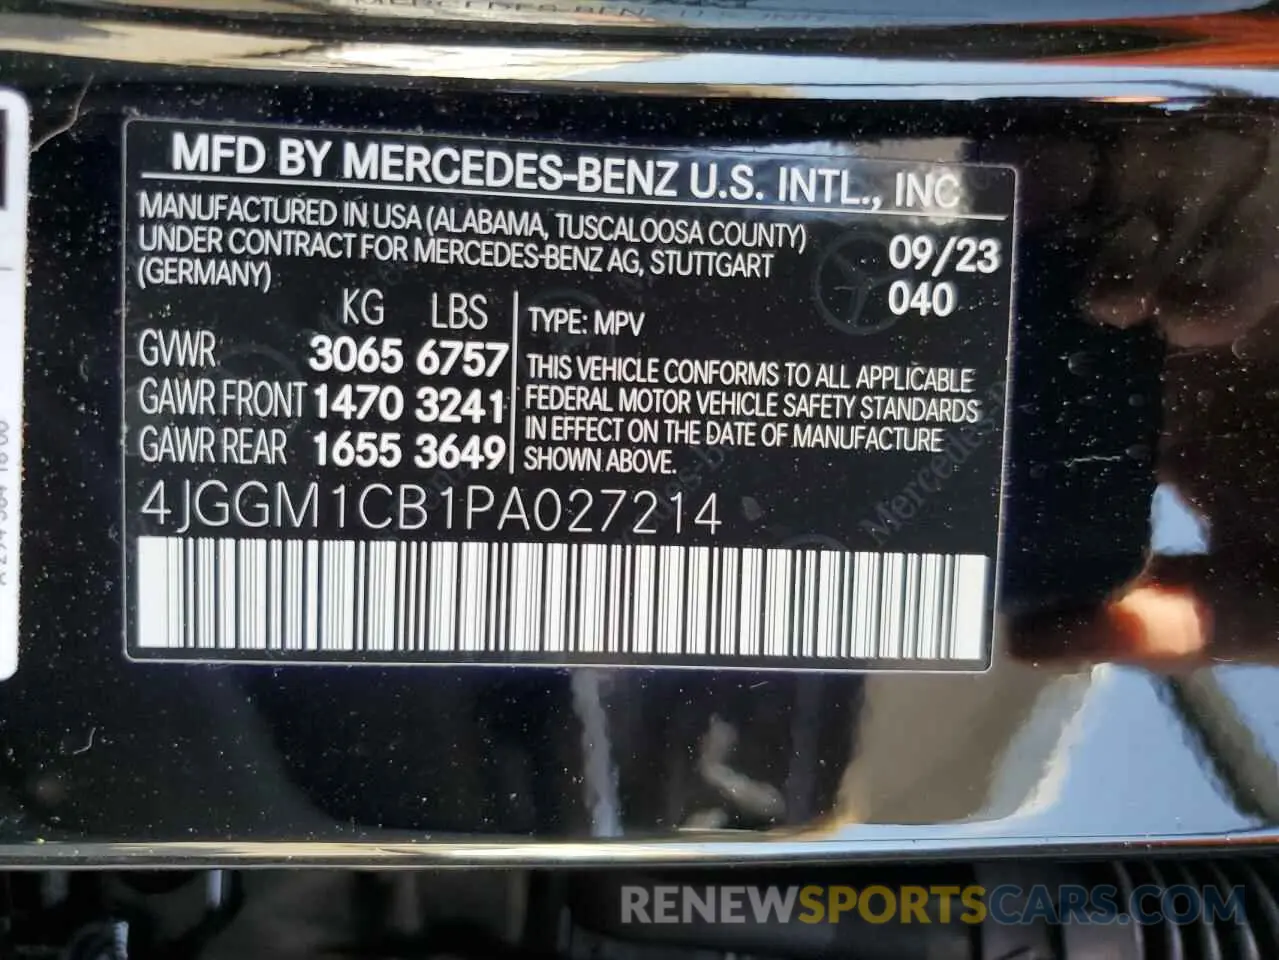 MFD BY MERCEDES-BENZ U.S. INTL., INC
MANUFACTURED IN USA (ALABAMA, TUSCALOOSA COUNTY)
UNDER CONTRACT FOR MERCEDES-BENZ AG, STUTTGART
(GERMANY)
09/23
040
KG LBS
GVWR 3065 6757
GAWR FRONT 1470 3241
GAWR REAR 1655 3649
TYPE: MPV
THIS VEHICLE CONFORMS TO ALL APPLICABLE
FEDERAL MOTOR VEHICLE SAFETY STANDARDS
IN EFFECT ON THE DATE OF MANUFACTURE
SHOWN ABOVE.
4JGGM1CB1PA027214
RENEWSPORTSCARS.COM